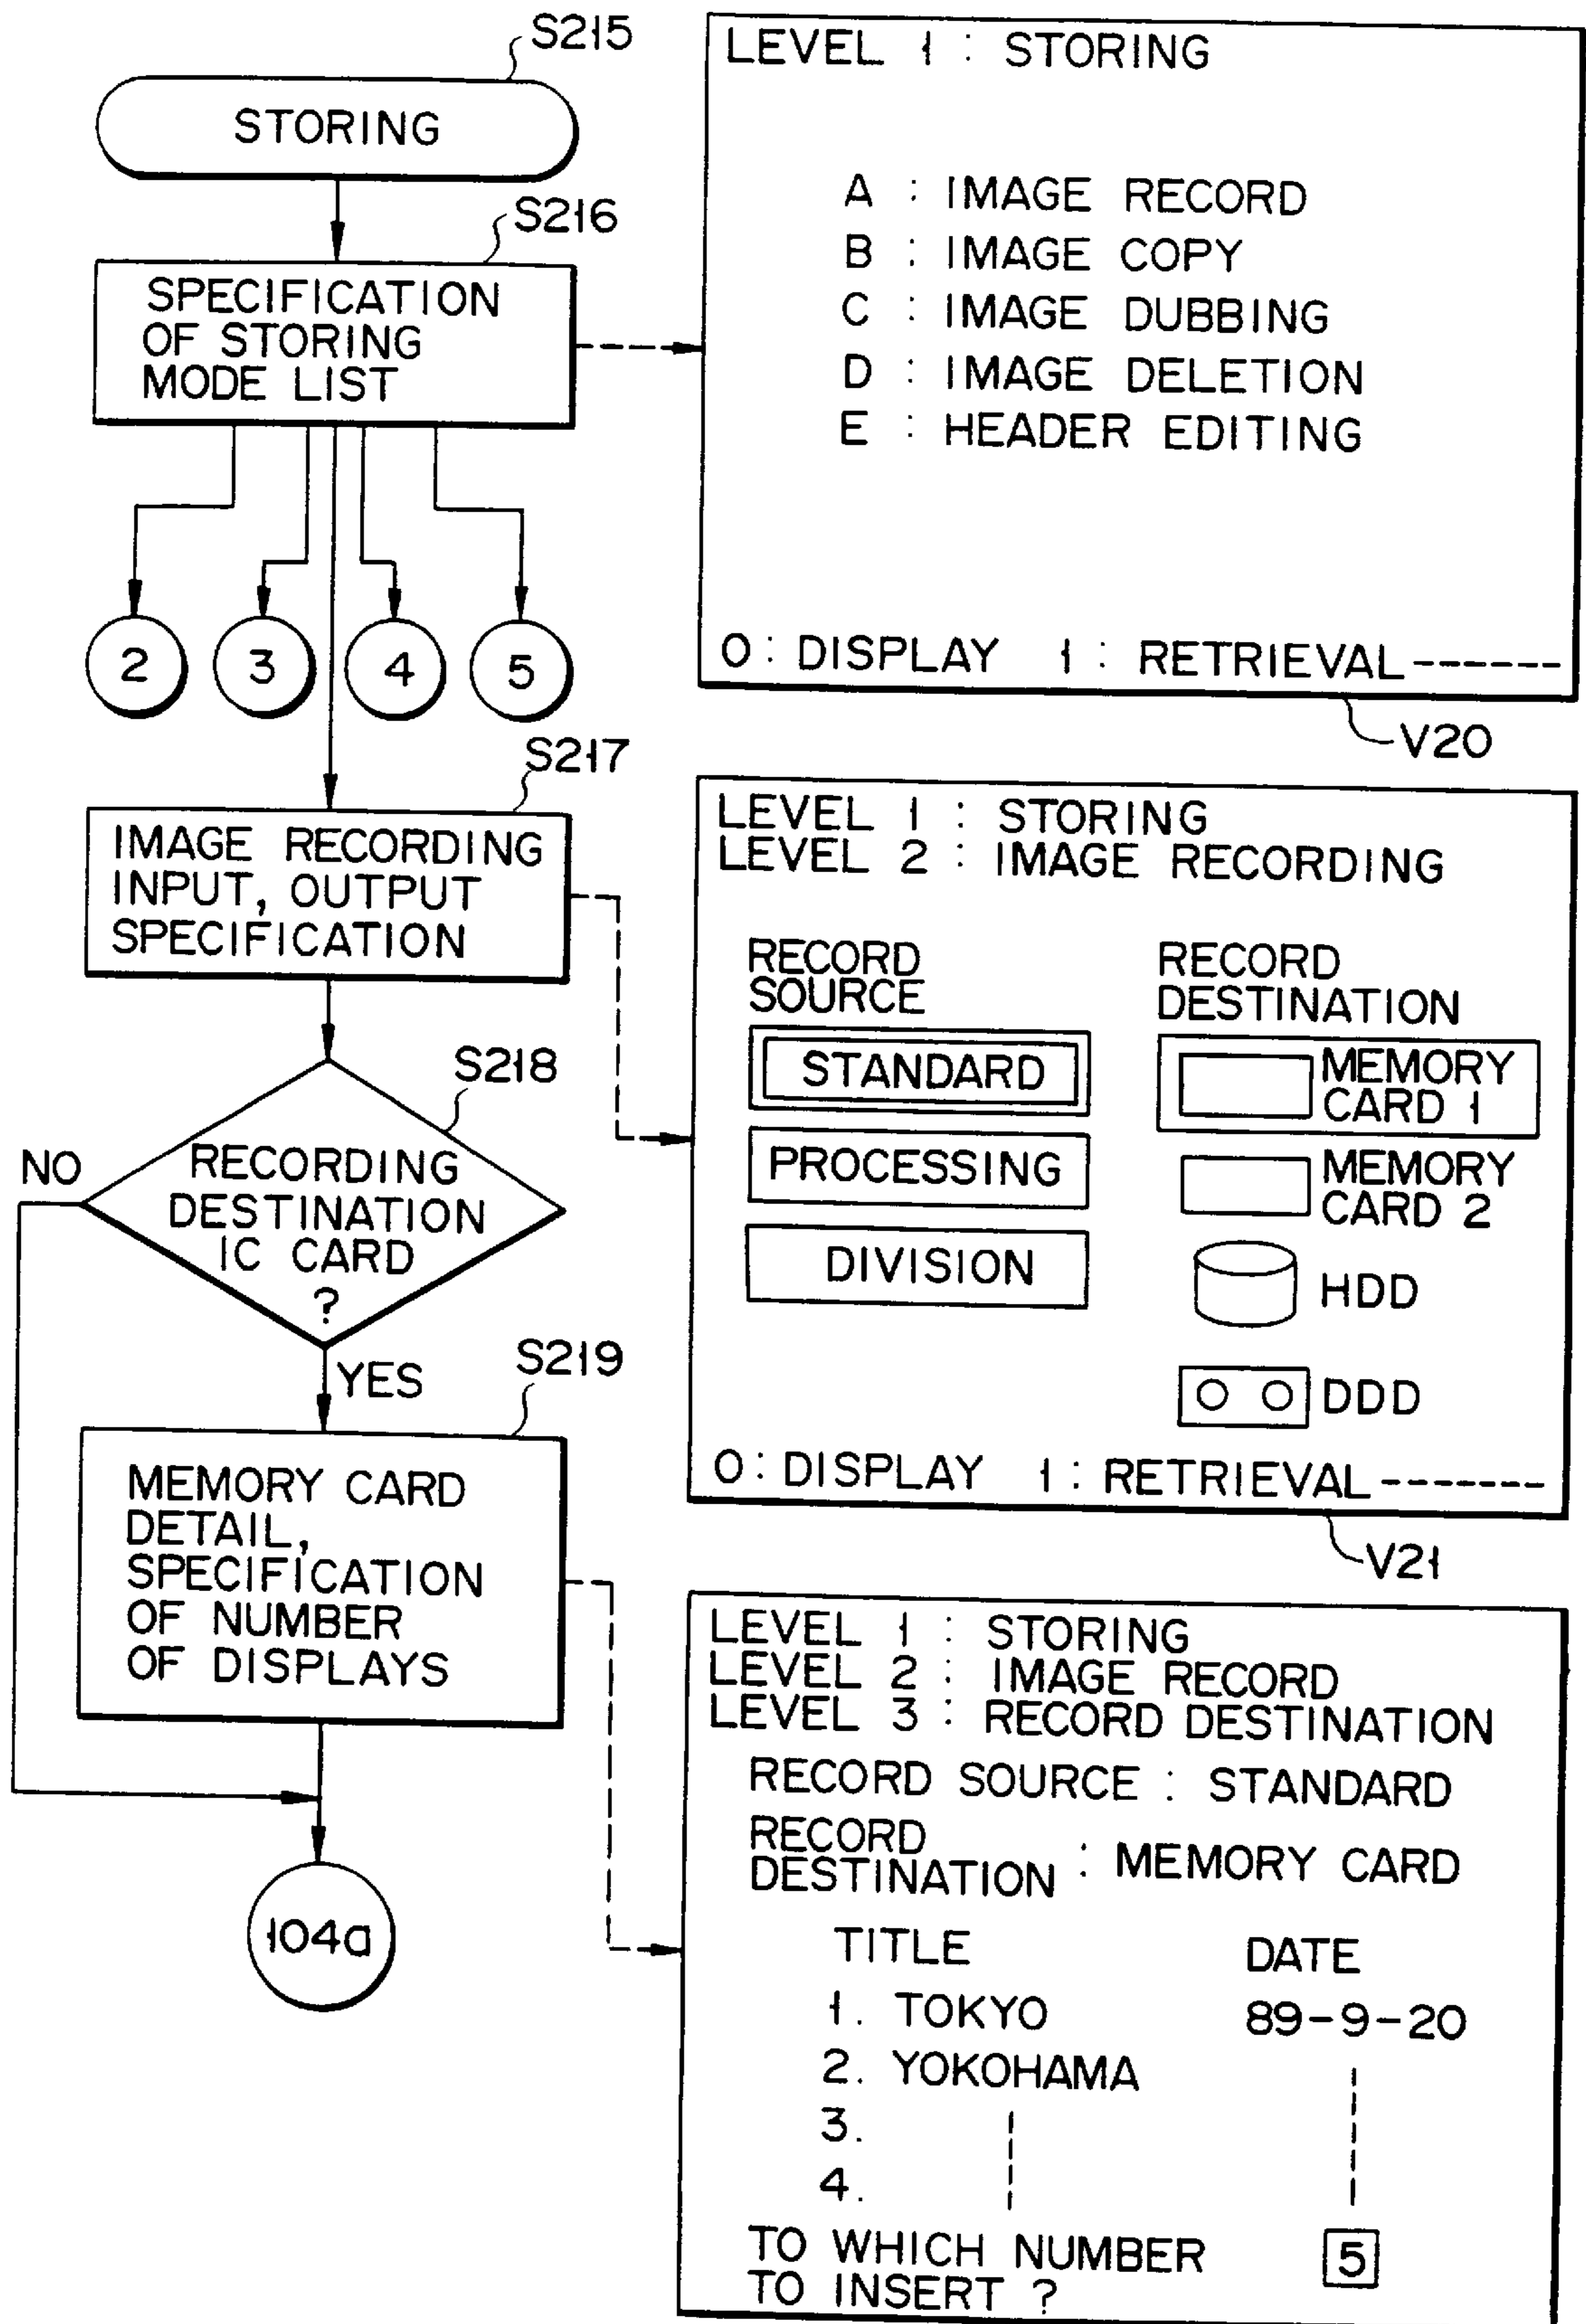 S215
STORING
S216
SPECIFICATION
OF STORING
MODE LIST
2
3
4
5
S217
IMAGE RECORDING
INPUT, OUTPUT
SPECIFICATION
S218
NO
RECORDING
DESTINATION
IC CARD
?
YES
S219
MEMORY CARD
DETAIL,
SPECIFICATION
OF NUMBER
OF DISPLAYS
104a
LEVEL 1 : STORING
A : IMAGE RECORD
B : IMAGE COPY
C : IMAGE DUBBING
D : IMAGE DELETION
E : HEADER EDITING
0 : DISPLAY 1 : RETRIEVAL ------
V20
LEVEL 1 : STORING
LEVEL 2 : IMAGE RECORDING
RECORD
SOURCE
STANDARD
PROCESSING
DIVISION
RECORD
DESTINATION
MEMORY
CARD 1
MEMORY
CARD 2
HDD
DDD
0 : DISPLAY 1 : RETRIEVAL -------
V21
LEVEL 1 : STORING
LEVEL 2 : IMAGE RECORD
LEVEL 3 : RECORD DESTINATION
RECORD SOURCE : STANDARD
RECORD
DESTINATION : MEMORY CARD
TITLE DATE
1. TOKYO 89-9-20
2. YOKOHAMA
3.
4.
TO WHICH NUMBER 5
TO INSERT ?